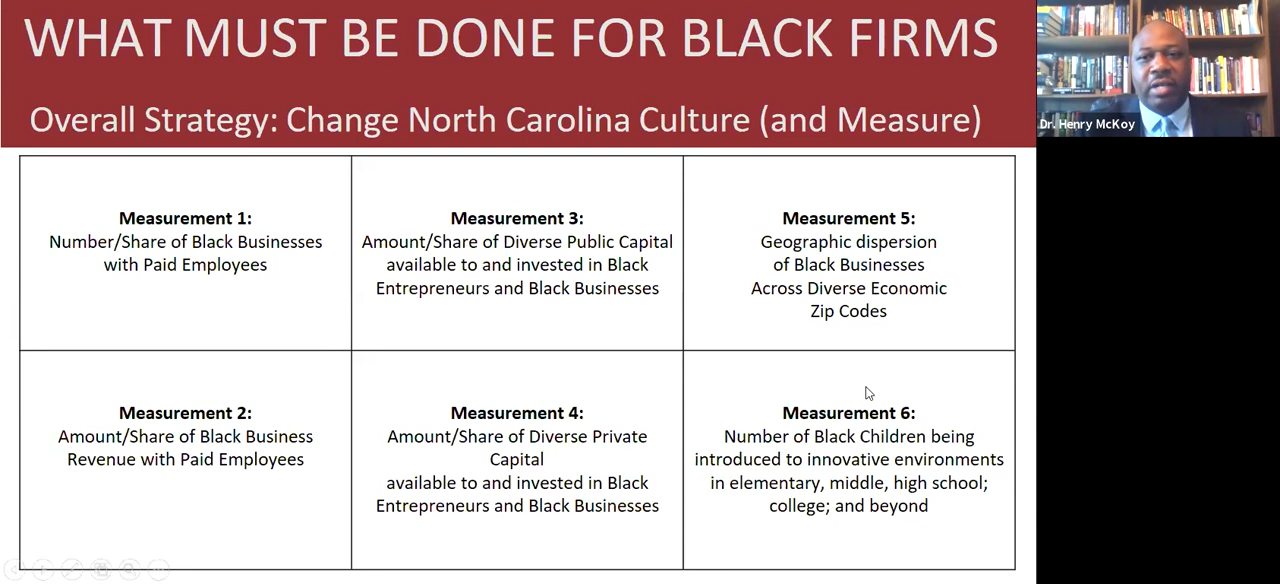 WHAT MUST BE DONE FOR BLACK FIRMS
Overall Strategy: Change North Carolina Culture (and Measure)
Measurement 1:
Number/Share of Black Businesses
with Paid Employees
Measurement 3:
Amount/Share of Diverse Public Capital
available to and invested in Black
Entrepreneurs and Black Businesses
Measurement 5:
Geographic dispersion
of Black Businesses
Across Diverse Economic
Zip Codes
Measurement 2:
Amount/Share of Black Business
Revenue with Paid Employees
Measurement 4:
Amount/Share of Diverse Private
Capital
available to and invested in Black
Entrepreneurs and Black Businesses
Measurement 6:
Number of Black Children being
introduced to innovative environments
in elementary, middle, high school;
college; and beyond
Dr. Henry McKoy